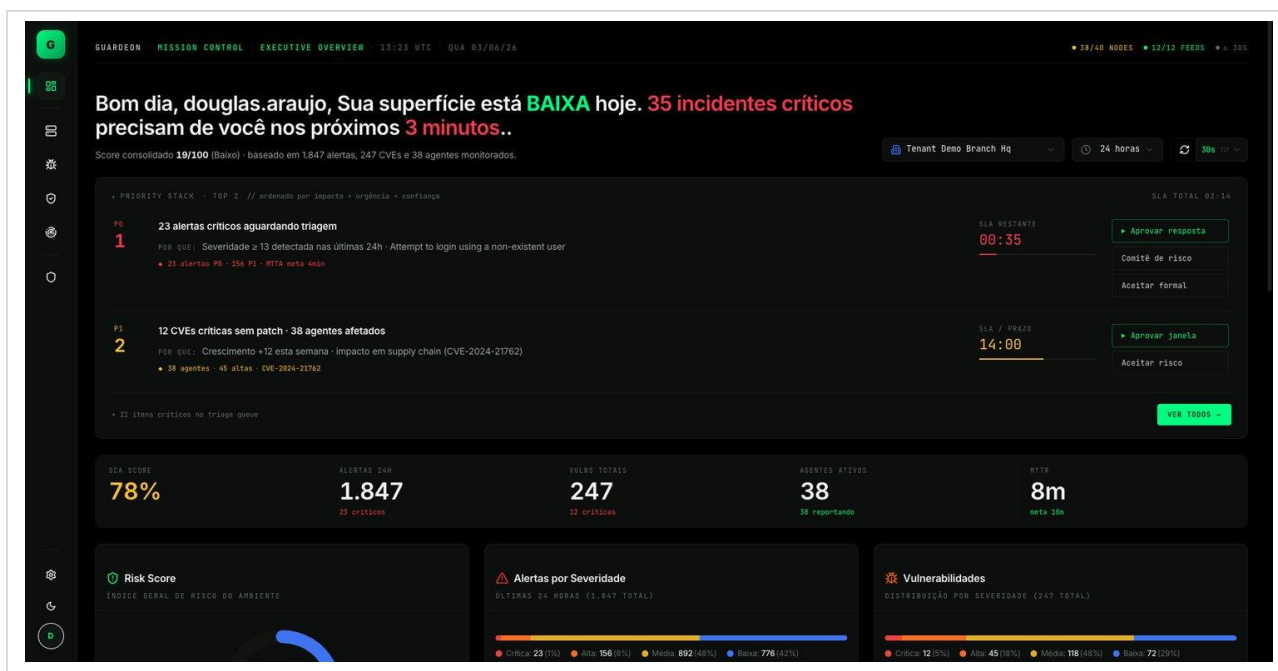 G
GUARDEON · MISSION CONTROL · EXECUTIVE OVERVIEW · 13:23 UTC · QUA 03/06/26
● 38/40 NODES ● 12/12 FEEDS 30S
Bom dia, douglas.araujo, Sua superfície está BAIXA hoje. 35 incidentes críticos
precisam de você nos próximos 3 minutos..
Score consolidado 19/100 (Baixo) · baseado em 1.847 alertas, 247 CVEs e 38 agentes monitorados.
Tenant Demo Branch Hq
24 horas
30s
PRIORITY STACK · TOP 2 // ordenado por impacto × urgência × confiança
SLA TOTAL 02:14
P0
1
23 alertas críticos aguardando triagem
POR QUE: Severidade ≥ 13 detectada nas últimas 24h · Attempt to login using a non-existent user
◆ 23 alertas P0 · 156 P1 · MTTA meta 4min
SLA RESTANTE
00:35
▸ Aprovar resposta
Comitê de risco
Aceitar formal
P1
2
12 CVEs críticas sem patch · 38 agentes afetados
POR QUE: Crescimento +12 esta semana · impacto em supply chain (CVE-2024-21762)
◆ 38 agentes · 45 altas · CVE-2024-21762
SLA / PRAZO
14:00
▸ Aprovar janela
Aceitar risco
+ 21 itens críticos na triage queue
VER TODOS →
SCA SCORE
78%
ALERTAS 24H
1.847
23 críticos
VULNS TOTAIS
247
12 críticas
AGENTES ATIVOS
38
38 reportando
MTTR
8m
meta 10m
Risk Score
ÍNDICE GERAL DE RISCO DO AMBIENTE
Alertas por Severidade
ÚLTIMAS 24 HORAS (1.847 TOTAL)
● Crítica: 23 (1%) ● Alta: 156 (8%) ● Média: 892 (48%) ● Baixa: 776 (42%)
Vulnerabilidades
DISTRIBUIÇÃO POR SEVERIDADE (247 TOTAL)
● Crítica: 12 (5%) ● Alta: 45 (18%) ● Média: 118 (48%) ● Baixa: 72 (29%)
D